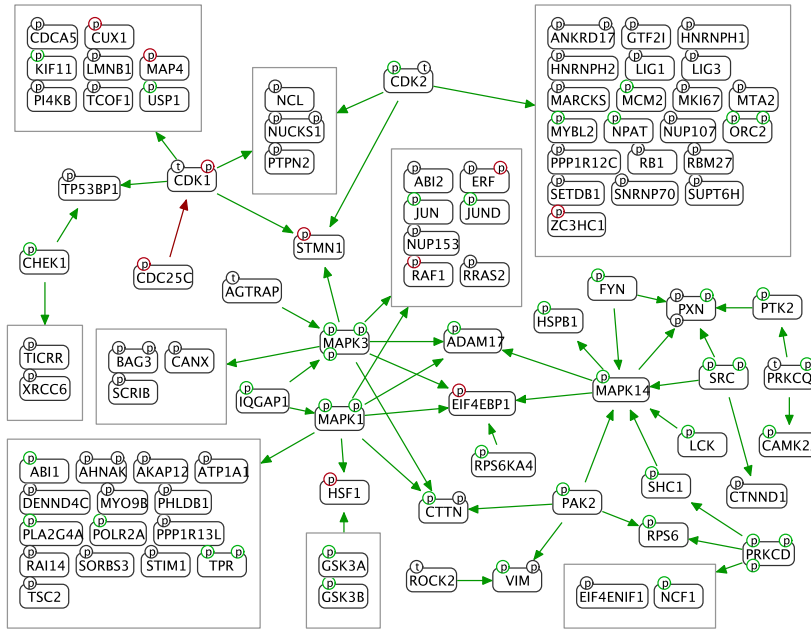 CDCA5 CUX1
KIF11 LMNB1 MAP4
PI4KB TCOF1 USP1
NCL
NUCKS1
PTPN2
CDK2
ANKRD17 GTF2I HNRNPH1
HNRNPH2 LIG1 LIG3
MARCKS MCM2 MKI67 MTA2
MYBL2 NPAT NUP107 ORC2
PPP1R12C RB1 RBM27
SETDB1 SNRNP70 SUPT6H
ZC3HC1
TP53BP1 CDK1
ABI2 ERF
JUN JUND
NUP153
RAF1 RRAS2
STMN1
CHEK1 CDC25C
AGTRAP
FYN PXN PTK2
HSPB1
MAPK3 ADAM17
TICRR
XRCC6
BAG3 CANX
SCRIB
IQGAP1 MAPK1 EIF4EBP1 MAPK14 SRC PRKCQ
LCK CAMK2
RPS6KA4
ABI1 AHNAK AKAP12 ATP1A1
DENND4C MYO9B PHLDB1
PLA2G4A POLR2A PPP1R13L
RAI14 SORBS3 STIM1 TPR
TSC2
HSF1 CTTN PAK2 SHC1 CTNND1
RPS6 PRKCD
GSK3A
GSK3B
ROCK2 VIM
EIF4ENIF1 NCF1